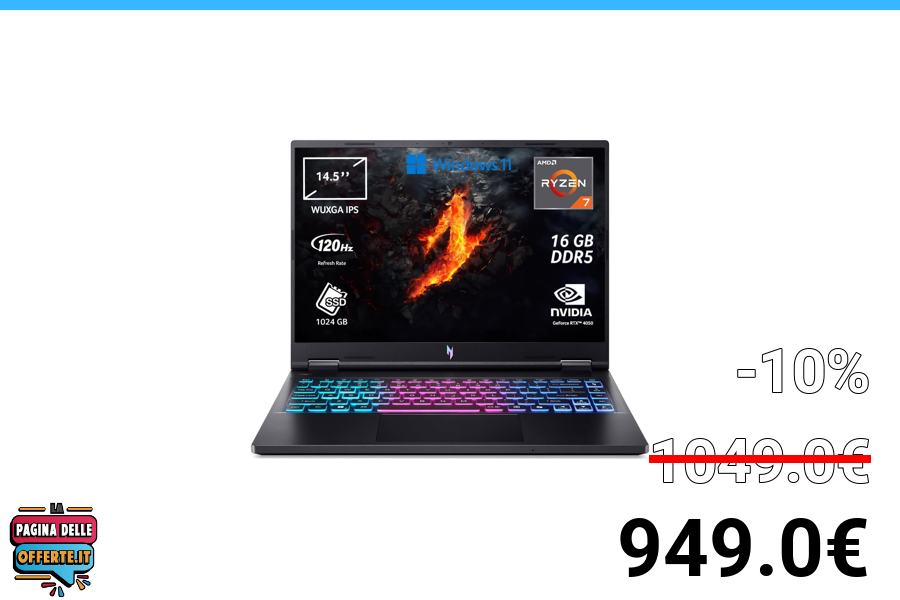 Windows 11
14.5’’
WUXGA IPS
120Hz
Refresh Rate
SSD
1024 GB
AMD
RYZEN
7
16 GB
DDR5
NVIDIA
GeForce RTX™ 4050
-10%
1049.0€
949.0€
LA
PAGINA DELLE
OFFERTE.IT